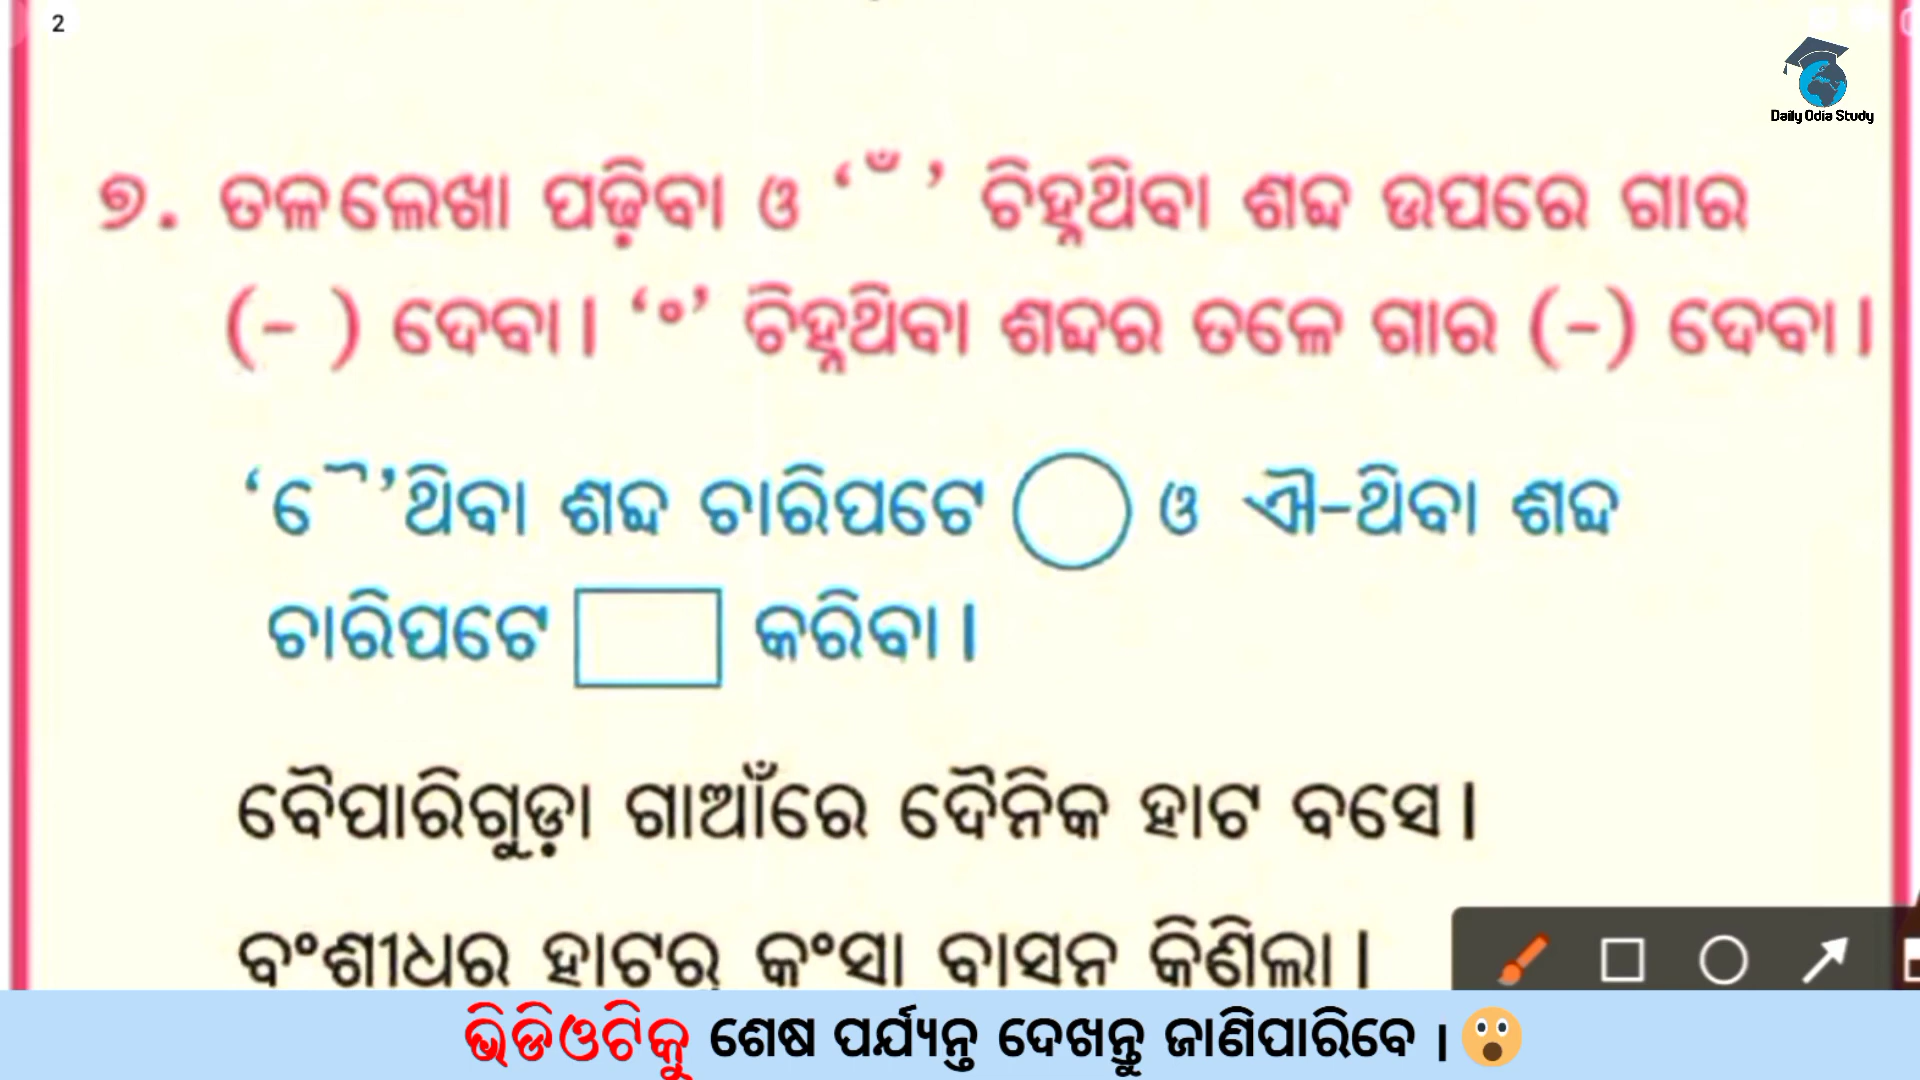 2
Daily Odia Study
୭. ତଳଲେଖା ପଢ଼ିବା ଓ ‘ଁ’ ଚିହ୍ନଥିବା ଶବ୍ଦ ଉପରେ ଗାର
(- ) ଦେବା। ‘ଂ’ ଚିହ୍ନଥିବା ଶବ୍ଦର ତଳେ ଗାର (-) ଦେବା।
‘ୈ’ଥିବା ଶବ୍ଦ ଚାରିପଟେ ଓ ଐ-ଥିବା ଶବ୍ଦ
ଚାରିପଟେ କରିବା।
ବୈପାରିଗୁଡ଼ା ଗାଆଁରେ ଦୈନିକ ହାଟ ବସେ।
ବଂଶୀଧର ହାଟରୁ କଂସା ବାସନ କିଣିଲା।
ଭିଡିଓଟିକୁ ଶେଷ ପର୍ଯ୍ୟନ୍ତ ଦେଖନ୍ତୁ ଜାଣିପାରିବେ ।